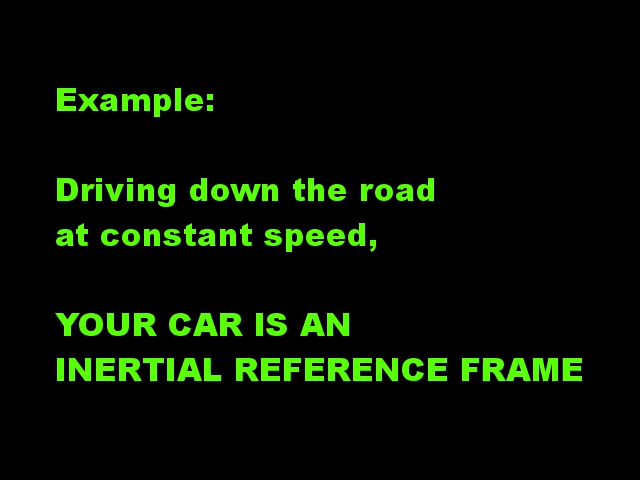 Example:
Driving down the road
at constant speed,
YOUR CAR IS AN
INERTIAL REFERENCE FRAME